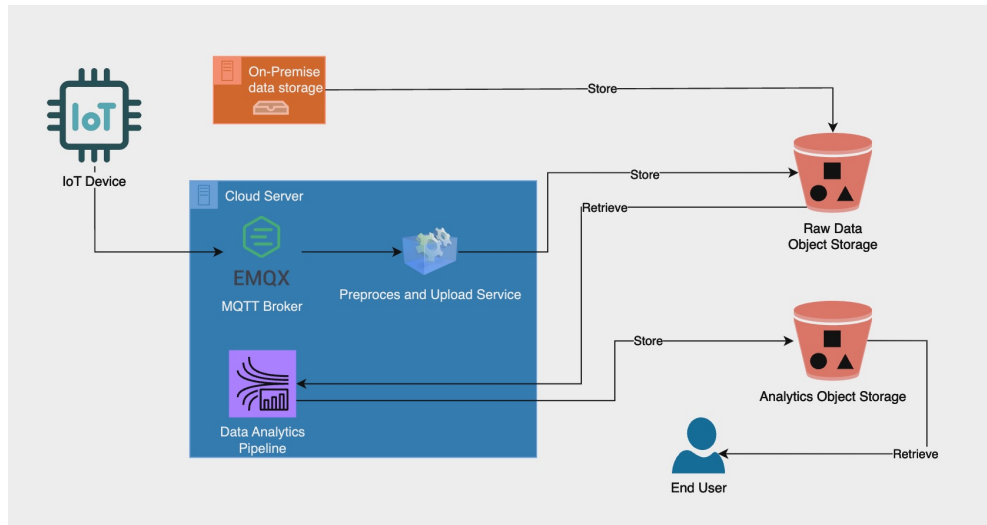 IoT
IoT Device
On-Premise
data storage
Store
Cloud Server
EMQX
MQTT Broker
Preproces and Upload Service
Store
Retrieve
Raw Data
Object Storage
Data Analytics
Pipeline
Store
Analytics Object Storage
Retrieve
End User